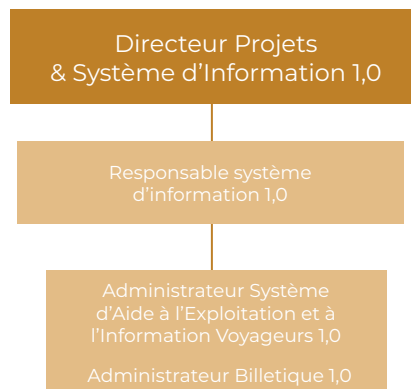 Directeur Projets
& Système d’Information 1,0
Responsable système
d’information 1,0
Administrateur Système
d’Aide à l’Exploitation et à
l’Information Voyageurs 1,0
Administrateur Billetique 1,0